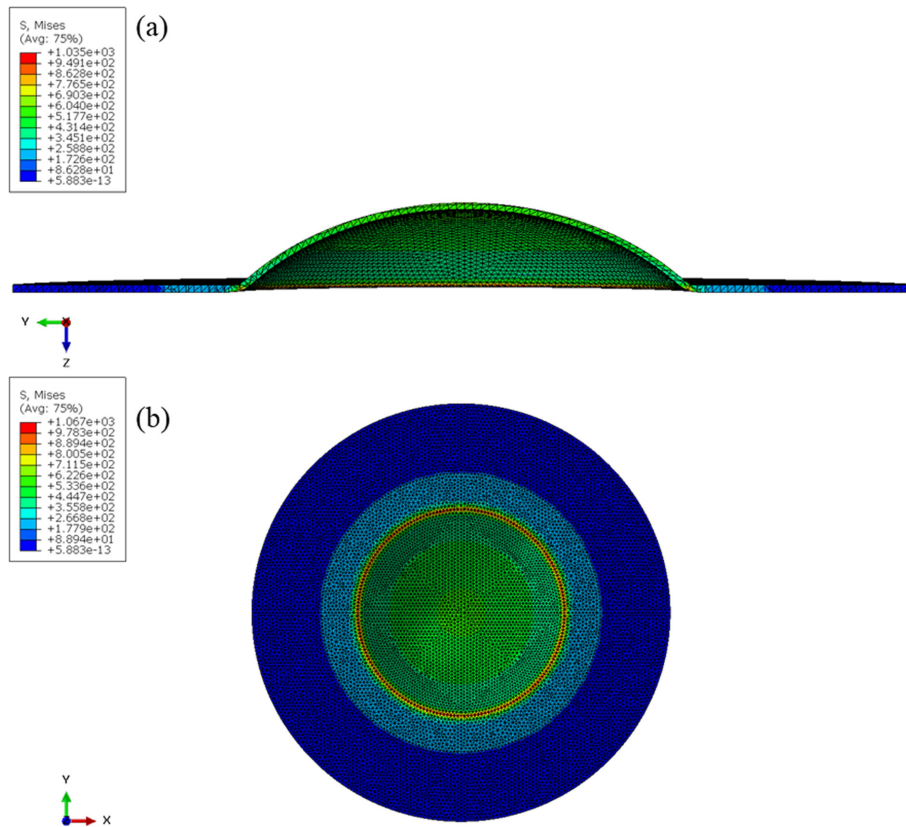 S, Mises
(Avg: 75%)
+1.035e+03
+9.491e+02
+8.628e+02
+7.765e+02
+6.903e+02
+6.040e+02
+5.177e+02
+4.314e+02
+3.451e+02
+2.588e+02
+1.726e+02
+8.628e+01
+5.883e-13
(a)
Y
X
Z
S, Mises
(Avg: 75%)
+1.067e+03
+9.783e+02
+8.894e+02
+8.005e+02
+7.115e+02
+6.226e+02
+5.336e+02
+4.447e+02
+3.558e+02
+2.668e+02
+1.779e+02
+8.894e+01
+5.883e-13
(b)
Y
X